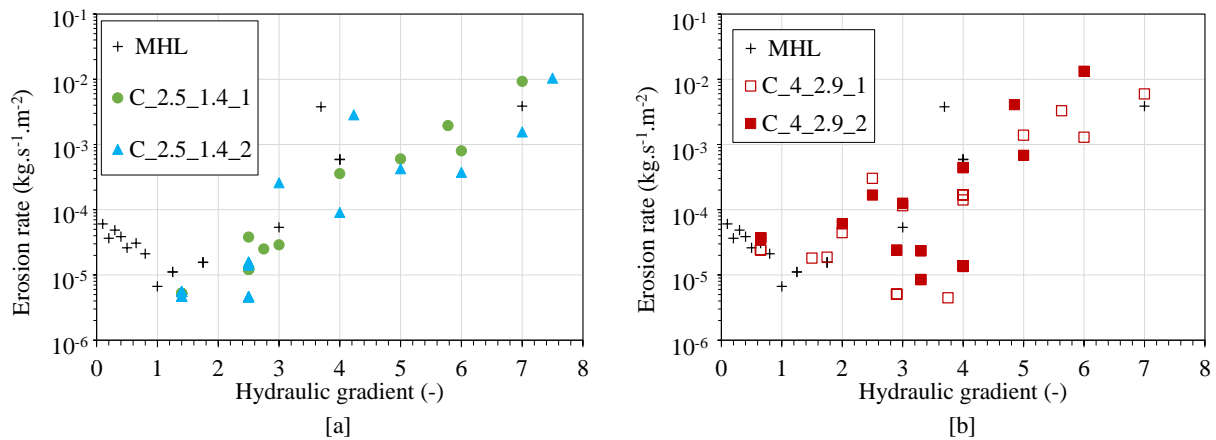 10⁻¹
10⁻²
10⁻³
10⁻⁴
10⁻⁵
10⁻⁶
Erosion rate (kg.s⁻¹.m⁻²)
MHL
C_2.5_1.4_1
C_2.5_1.4_2
0 1 2 3 4 5 6 7 8
Hydraulic gradient (-)
[a]
10⁻¹
10⁻²
10⁻³
10⁻⁴
10⁻⁵
10⁻⁶
Erosion rate (kg.s⁻¹.m⁻²)
MHL
C_4_2.9_1
C_4_2.9_2
0 1 2 3 4 5 6 7 8
Hydraulic gradient (-)
[b]